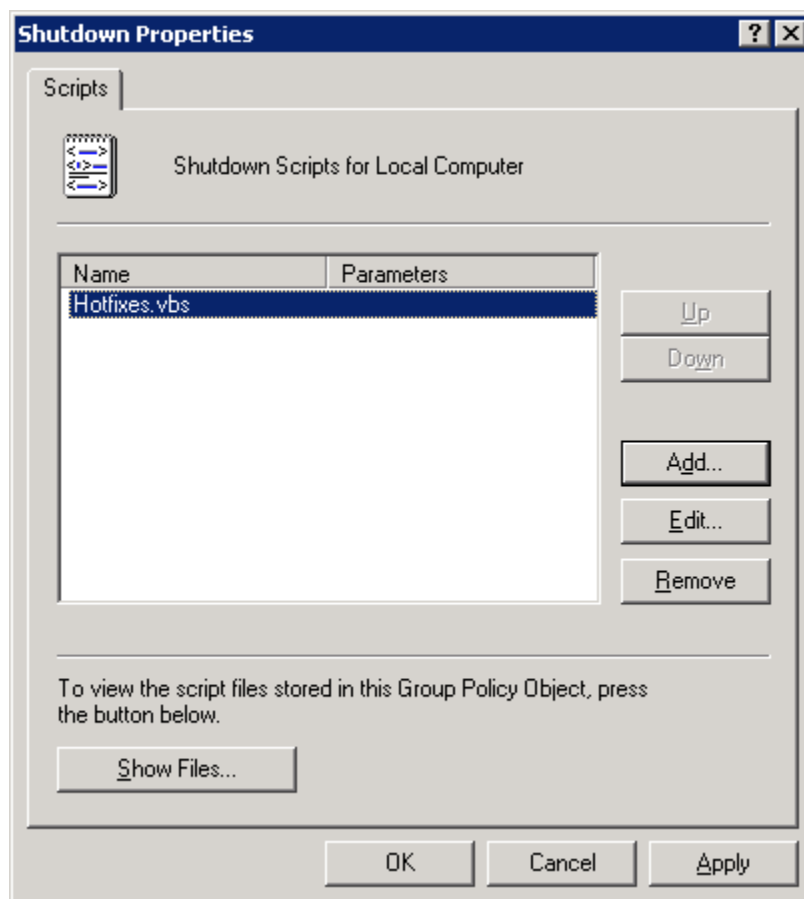 Shutdown Properties
Scripts
Shutdown Scripts for Local Computer
Name Parameters
Hotfixes.vbs
Up
Down
Add...
Edit...
Remove
To view the script files stored in this Group Policy Object, press
the button below.
Show Files...
OK Cancel Apply